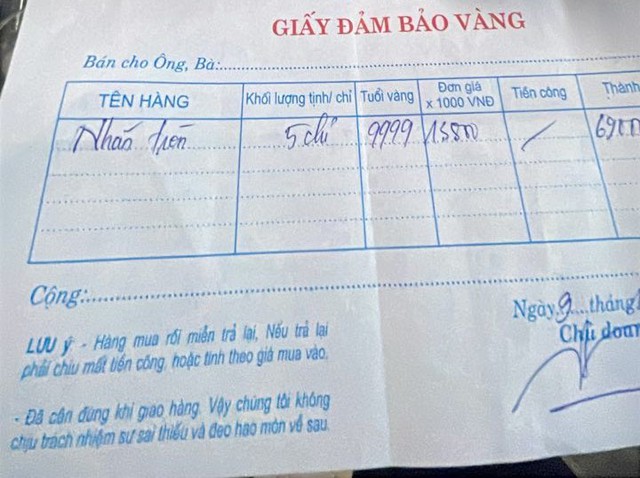 GIẤY ĐẢM BẢO VÀNG
Bán cho Ông, Bà:
TÊN HÀNG Khối lượng tịnh/ chỉ Tuổi vàng Đơn giá x 1000 VNĐ Tiền công Thành
Nhẫn tròn 5 chỉ 9999 13800 / 69000
Cộng:
Ngày 9 tháng
LƯU ý - Hàng mua rồi miễn trả lại, Nếu trả lại
phải chịu mất tiền công, hoặc tính theo giá mua vào.
Chủ doan
- Đã cân đúng khi giao hàng. Vậy chúng tôi không
chịu trách nhiệm sự sai thiếu và đeo hao mòn về sau.